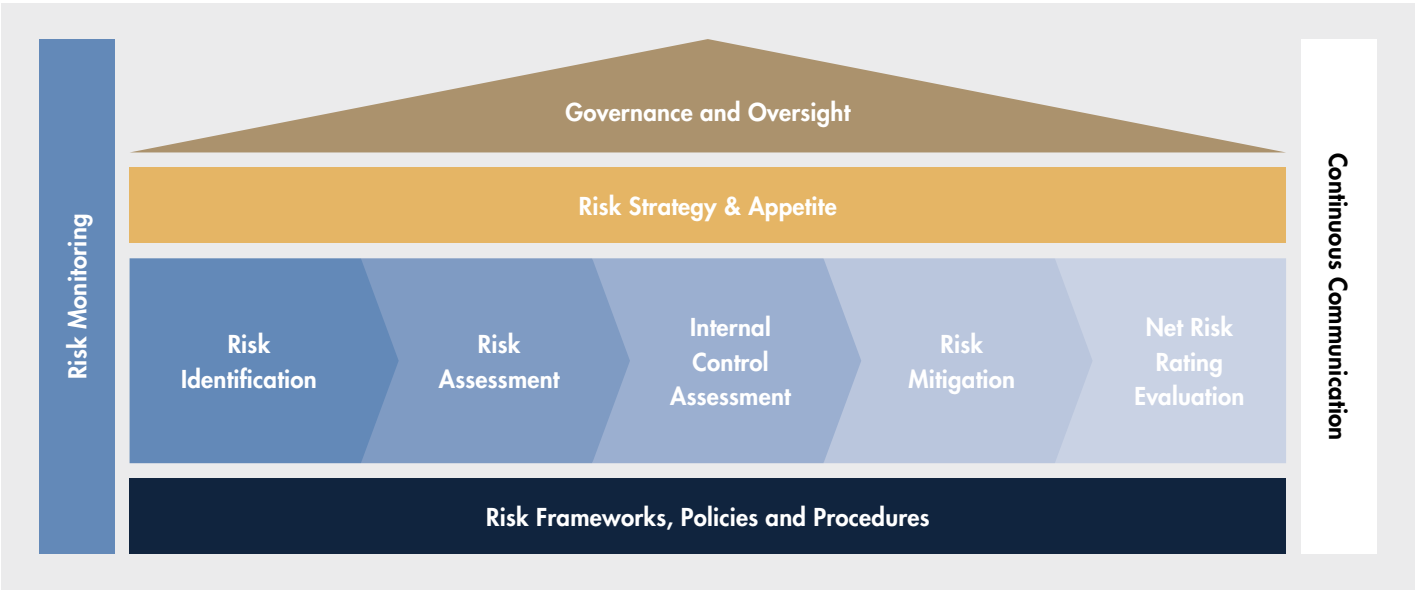 Governance and Oversight
Risk Strategy & Appetite
Risk Monitoring
Risk
Identification
Risk
Assessment
Internal
Control
Assessment
Risk
Mitigation
Net Risk
Rating
Evaluation
Continuous Communication
Risk Frameworks, Policies and Procedures